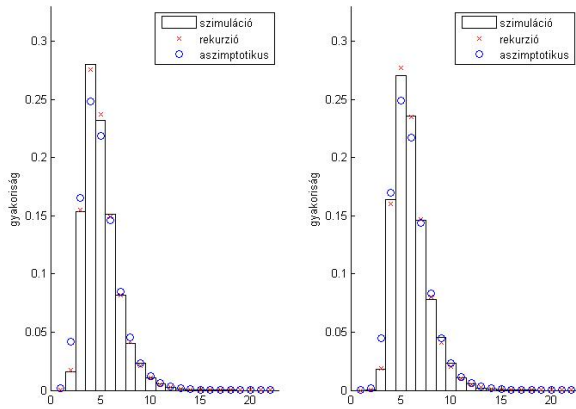 szimuláció
rekurzió
aszimptotikus
gyakoriság
0.3
0.25
0.2
0.15
0.1
0.05
0
0 5 10 15 20
szimuláció
rekurzió
aszimptotikus
gyakoriság
0.3
0.25
0.2
0.15
0.1
0.05
0
0 5 10 15 20